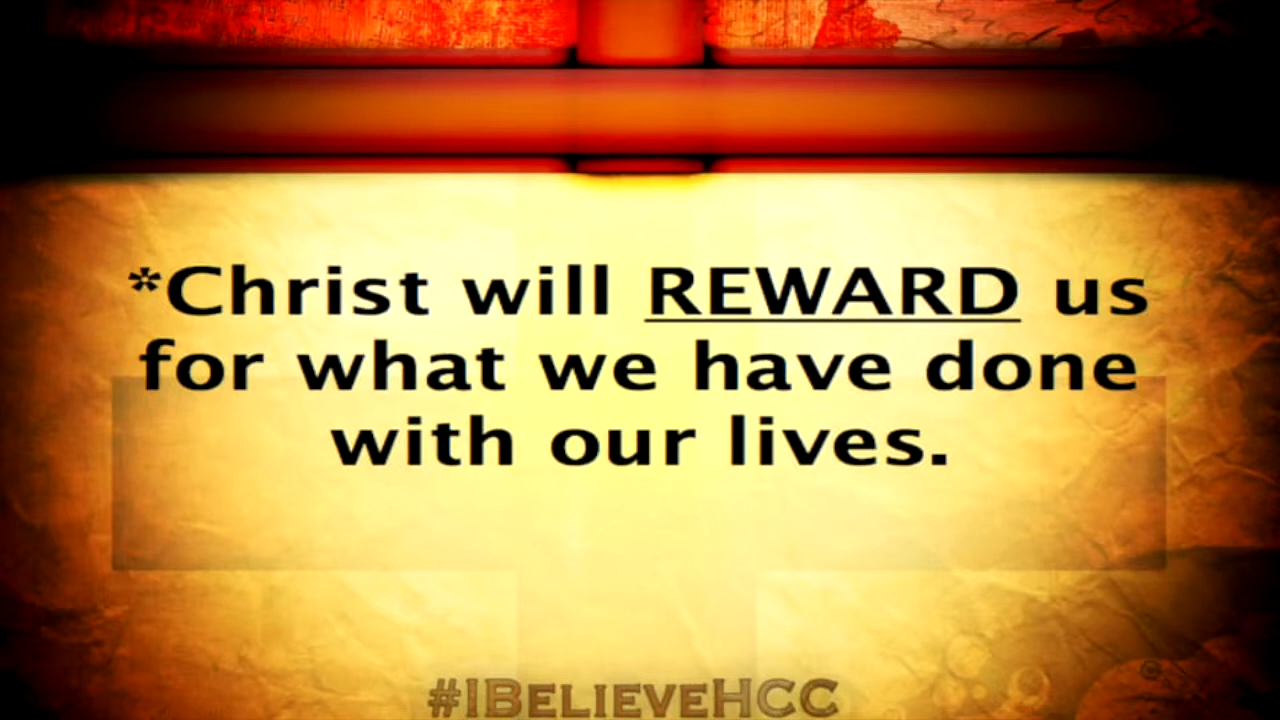 *Christ will REWARD us
for what we have done
with our lives.
#IBELIEVEHCC